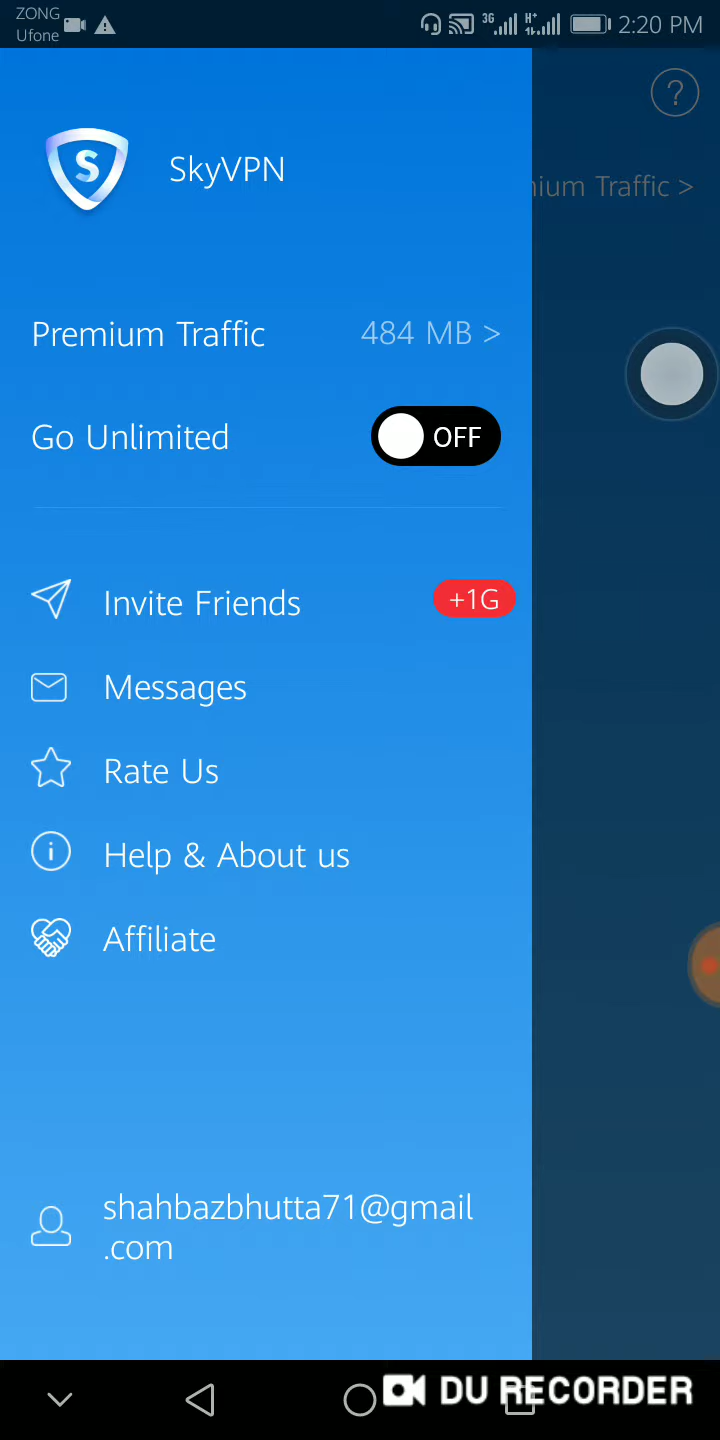 ZONG
Ufone
3G
H+
2:20 PM
?
S
SkyVPN
nium Traffic >
Premium Traffic
484 MB >
Go Unlimited
OFF
Invite Friends
+1G
Messages
Rate Us
Help & About us
Affiliate
shahbazbhutta71@gmail
.com
DU RECORDER